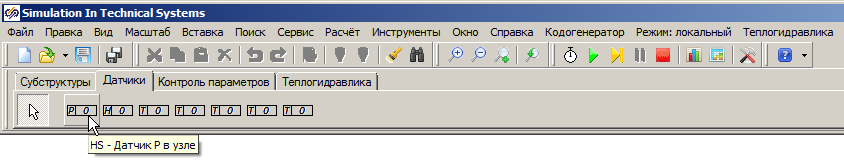 Simulation In Technical Systems
Файл Правка Вид Масштаб Вставка Поиск Сервис Расчёт Инструменты Окно Справка Кодогенератор Режим: локальный Теплогидравлика
Субструктуры Датчики Контроль параметров Теплогидравлика
P 0 H 0 T 0 T 0 T 0 T 0 T 0
HS - Датчик P в узле